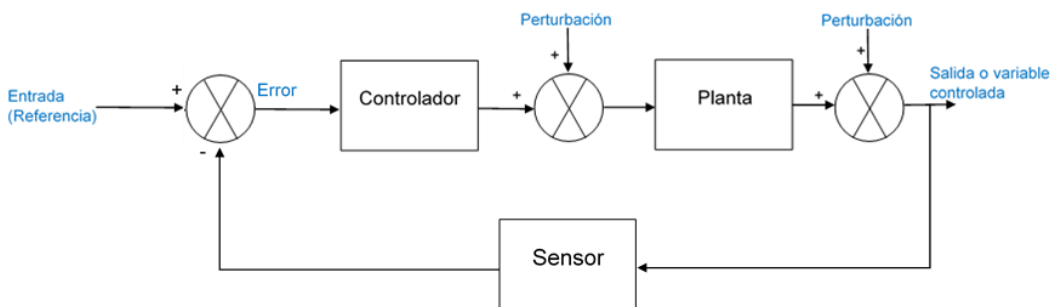 Perturbación
Perturbación
+
+
Entrada
(Referencia)
+
Error
Controlador
+
Planta
+
Salida o variable
controlada
-
Sensor